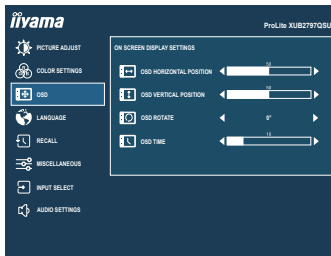 iiyama
ProLite XUB2797QSU
PICTURE ADJUST
COLOR SETTINGS
OSD
LANGUAGE
RECALL
MISCELLANEOUS
INPUT SELECT
AUDIO SETTINGS
ON SCREEN DISPLAY SETTINGS
OSD HORIZONTAL POSITION
50
OSD VERTICAL POSITION
50
OSD ROTATE
0°
OSD TIME
10